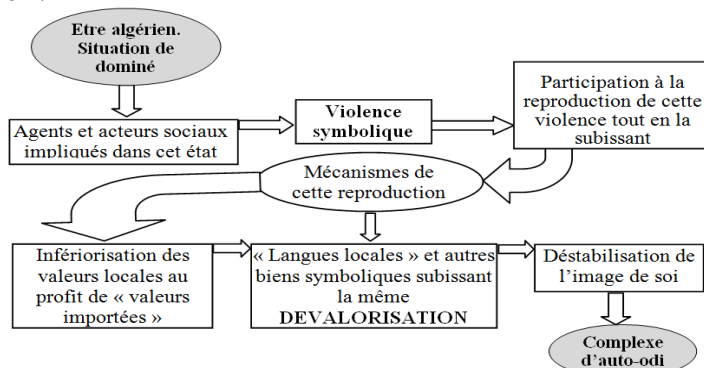 Etre algérien.
Situation de
dominé
Agents et acteurs sociaux
impliqués dans cet état
Violence
symbolique
Participation à la
reproduction de cette
violence tout en la
subissant
Mécanismes de
cette reproduction
Infériorisation des
valeurs locales au
profit de « valeurs
importées »
« Langues locales » et autres
biens symboliques subissant
la même
DEVALORISATION
Déstabilisation de
l'image de soi
Complexe
d'auto-odi